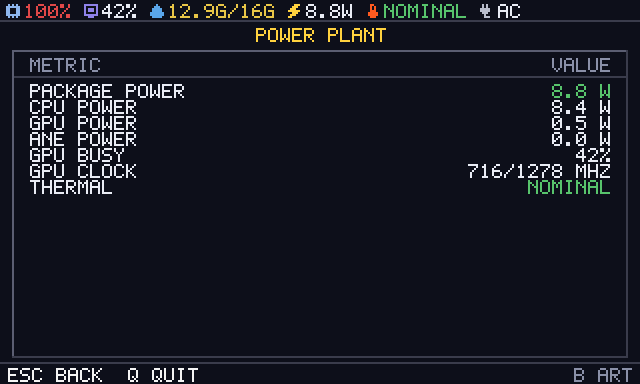 100% 42% 12.9G/16G 8.8W NOMINAL AC
POWER PLANT
METRIC VALUE
PACKAGE POWER 8.8 W
CPU POWER 8.4 W
GPU POWER 0.5 W
ANE POWER 0.0 W
GPU BUSY 42%
GPU CLOCK 716/1278 MHZ
THERMAL NOMINAL
ESC BACK Q QUIT B ART